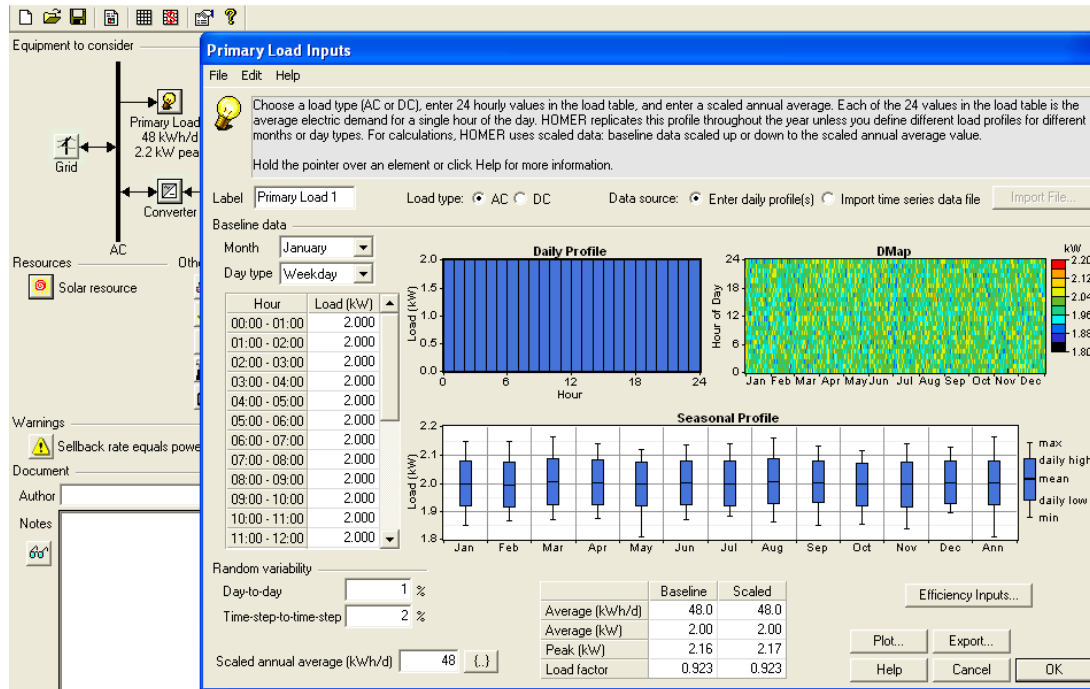 Equipment to consider
Primary Load
48 kWh/d
2.2 kW pea
Grid
Converter
AC
Resources
Oth
Solar resource
Warnings
Sellback rate equals powe
Document
Author
Notes
Primary Load Inputs
File Edit Help
Choose a load type (AC or DC), enter 24 hourly values in the load table, and enter a scaled annual average. Each of the 24 values in the load table is the
average electric demand for a single hour of the day. HOMER replicates this profile throughout the year unless you define different load profiles for different
months or day types. For calculations, HOMER uses scaled data: baseline data scaled up or down to the scaled annual average value.
Hold the pointer over an element or click Help for more information.
Label Primary Load 1 Load type: AC DC Data source: Enter daily profile(s) Import time series data file Import File...
Baseline data
Month January
Day type Weekday
Hour Load (kW)
00:00 - 01:00 2.000
01:00 - 02:00 2.000
02:00 - 03:00 2.000
03:00 - 04:00 2.000
04:00 - 05:00 2.000
05:00 - 06:00 2.000
06:00 - 07:00 2.000
07:00 - 08:00 2.000
08:00 - 09:00 2.000
09:00 - 10:00 2.000
10:00 - 11:00 2.000
11:00 - 12:00 2.000
Daily Profile
Load (kW)
2.0
1.5
1.0
0.5
0.0
0 6 12 18 24
Hour
DMap
Hour of Day
24
18
12
6
0
Jan Feb Mar Apr May Jun Jul Aug Sep Oct Nov Dec
kW
2.20
2.12
2.04
1.96
1.88
1.80
Seasonal Profile
Load (kW)
2.2
2.1
2.0
1.9
1.8
Jan Feb Mar Apr May Jun Jul Aug Sep Oct Nov Dec Ann
max
daily high
mean
daily low
min
Random variability
Day-to-day 1 %
Time-step-to-time-step 2 %
Scaled annual average (kWh/d) 48 {..}
Baseline Scaled
Average (kWh/d) 48.0 48.0
Average (kW) 2.00 2.00
Peak (kW) 2.16 2.17
Load factor 0.923 0.923
Efficiency Inputs...
Plot... Export...
Help Cancel OK